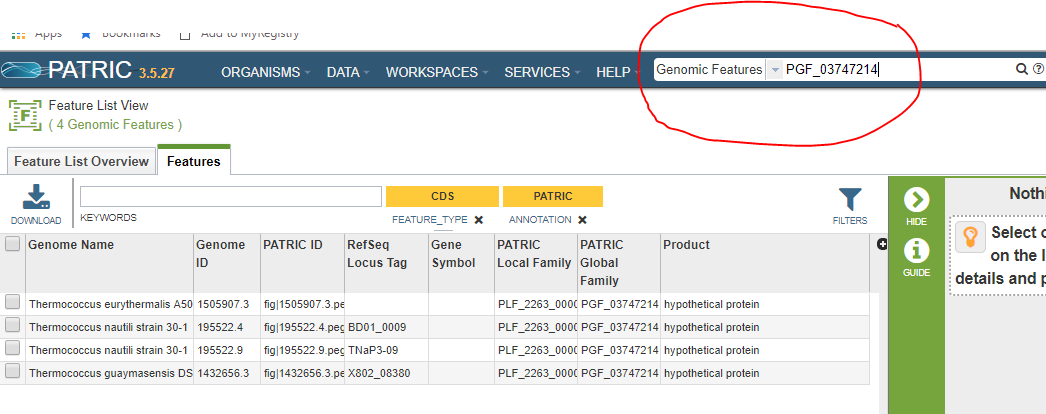 Apps Bookmarks Add to MyRegistry
PATRIC 3.5.27 ORGANISMS DATA WORKSPACES SERVICES HELP Genomic Features PGF_03747214
Feature List View
( 4 Genomic Features )
Feature List Overview Features
DOWNLOAD KEYWORDS CDS FEATURE_TYPE ✖ PATRIC ANNOTATION ✖ FILTERS
HIDE
GUIDE
Nothi
Select o
on the l
details and p
Genome Name Genome ID PATRIC ID RefSeq Locus Tag Gene Symbol PATRIC Local Family PATRIC Global Family Product
Thermococcus eurythermalis A50 1505907.3 fig|1505907.3.pe PLF_2263_0000 PGF_03747214 hypothetical protein
Thermococcus nautili strain 30-1 195522.4 fig|195522.4.peg BD01_0009 PLF_2263_0000 PGF_03747214 hypothetical protein
Thermococcus nautili strain 30-1 195522.9 fig|195522.9.peg TNaP3-09 PLF_2263_0000 PGF_03747214 hypothetical protein
Thermococcus guaymasensis DS 1432656.3 fig|1432656.3.pe X802_08380 PLF_2263_0000 PGF_03747214 hypothetical protein